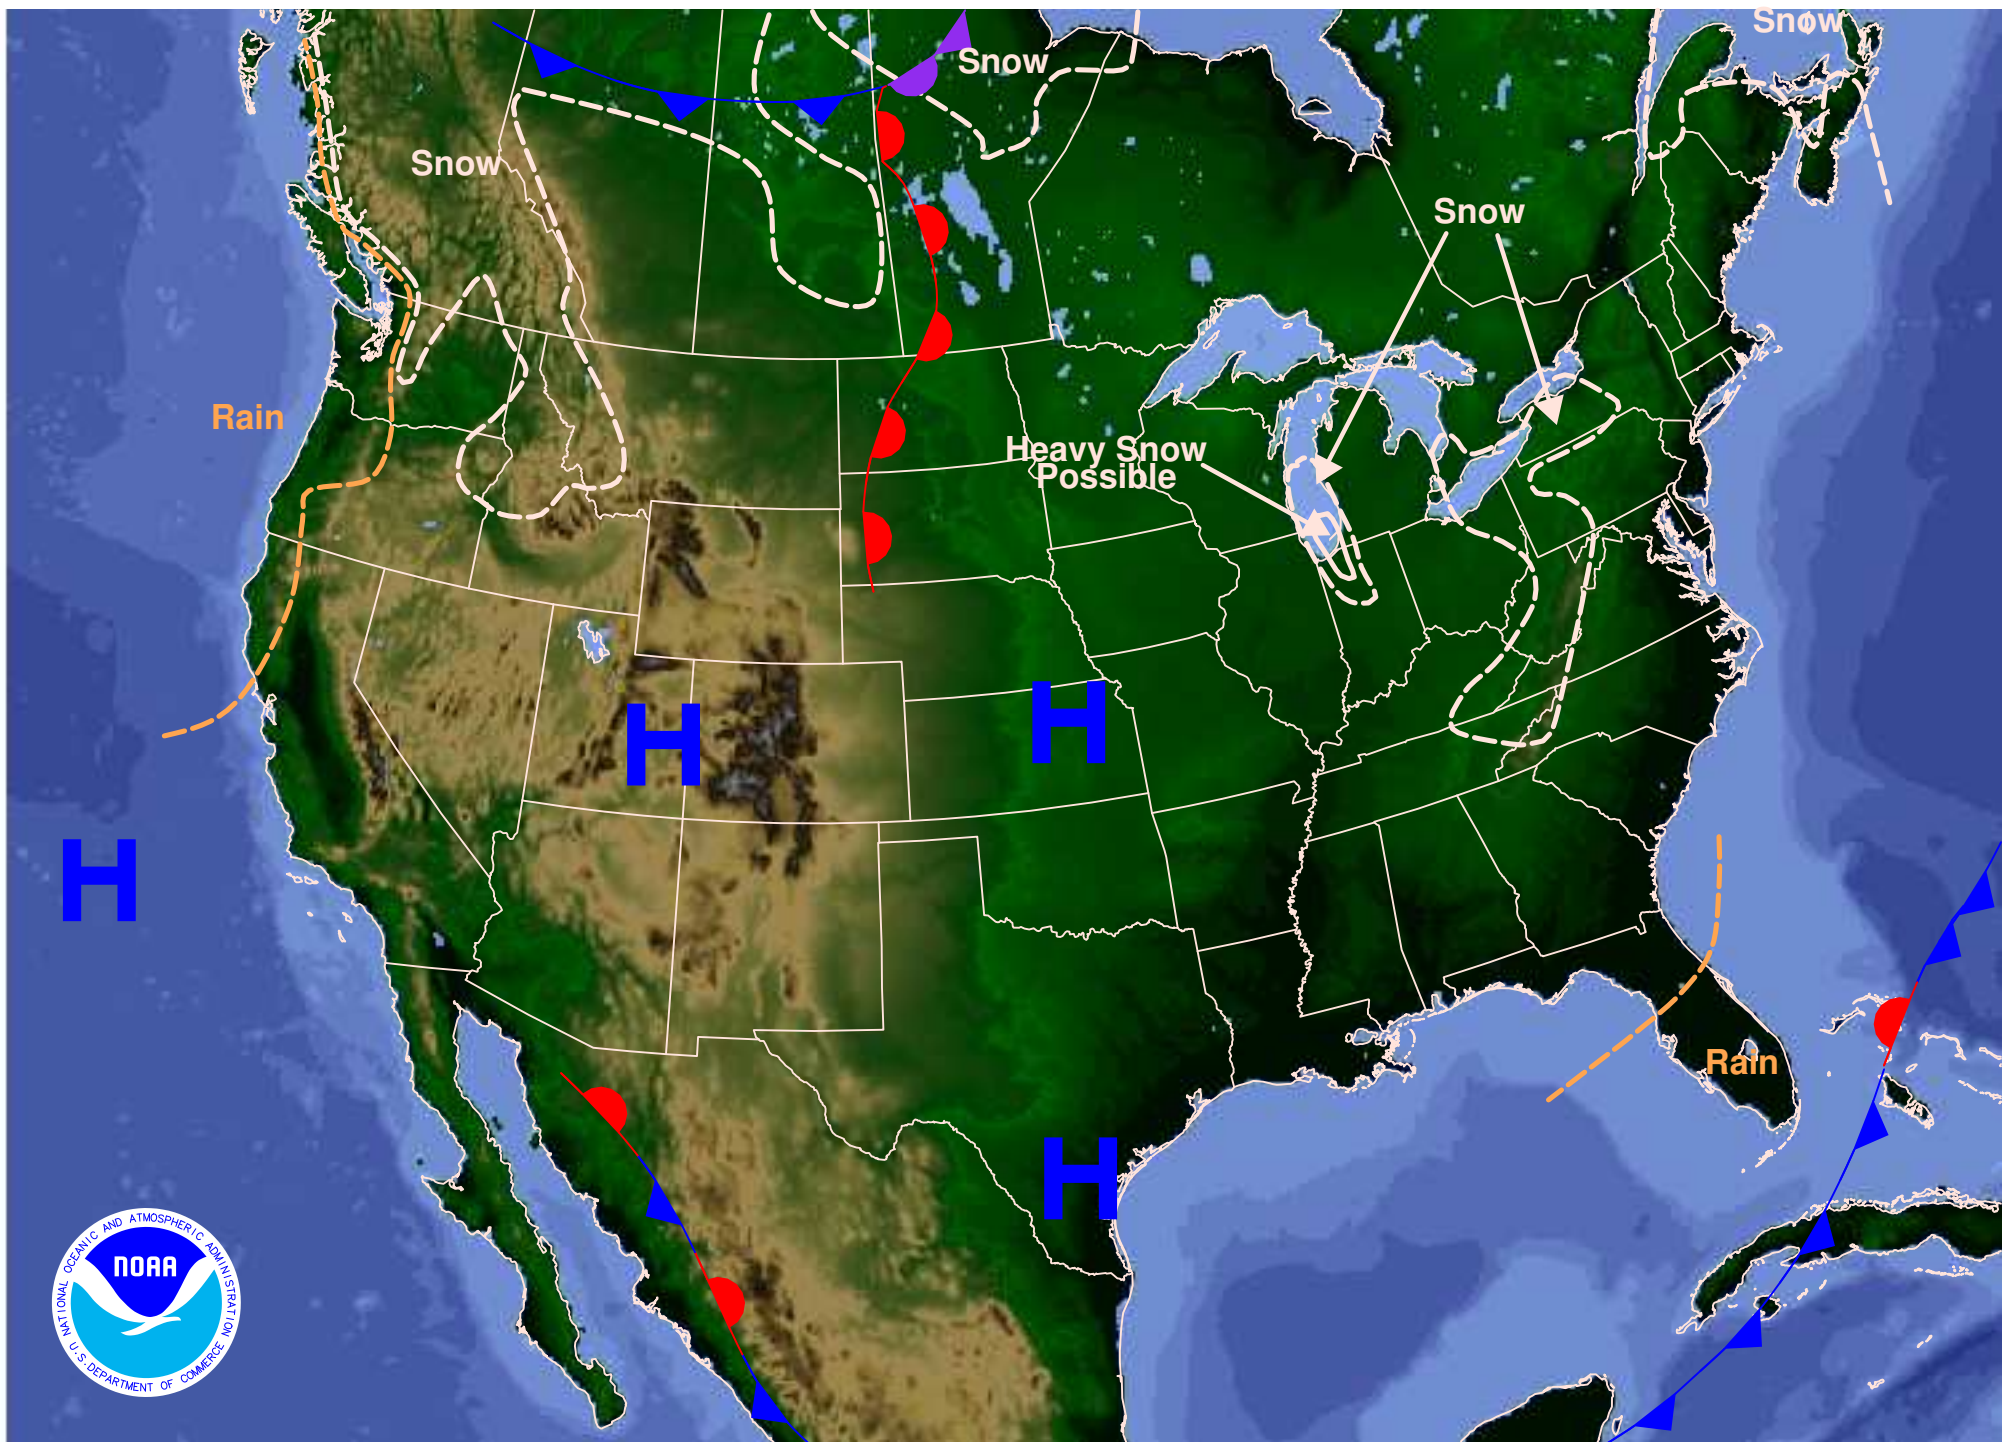 Snow
Snow
Snow
Snow
Rain
Heavy Snow
Possible
H
H
H
H
Rain
NATIONAL OCEANIC AND ATMOSPHERIC ADMINISTRATION
NOAA
U.S. DEPARTMENT OF COMMERCE